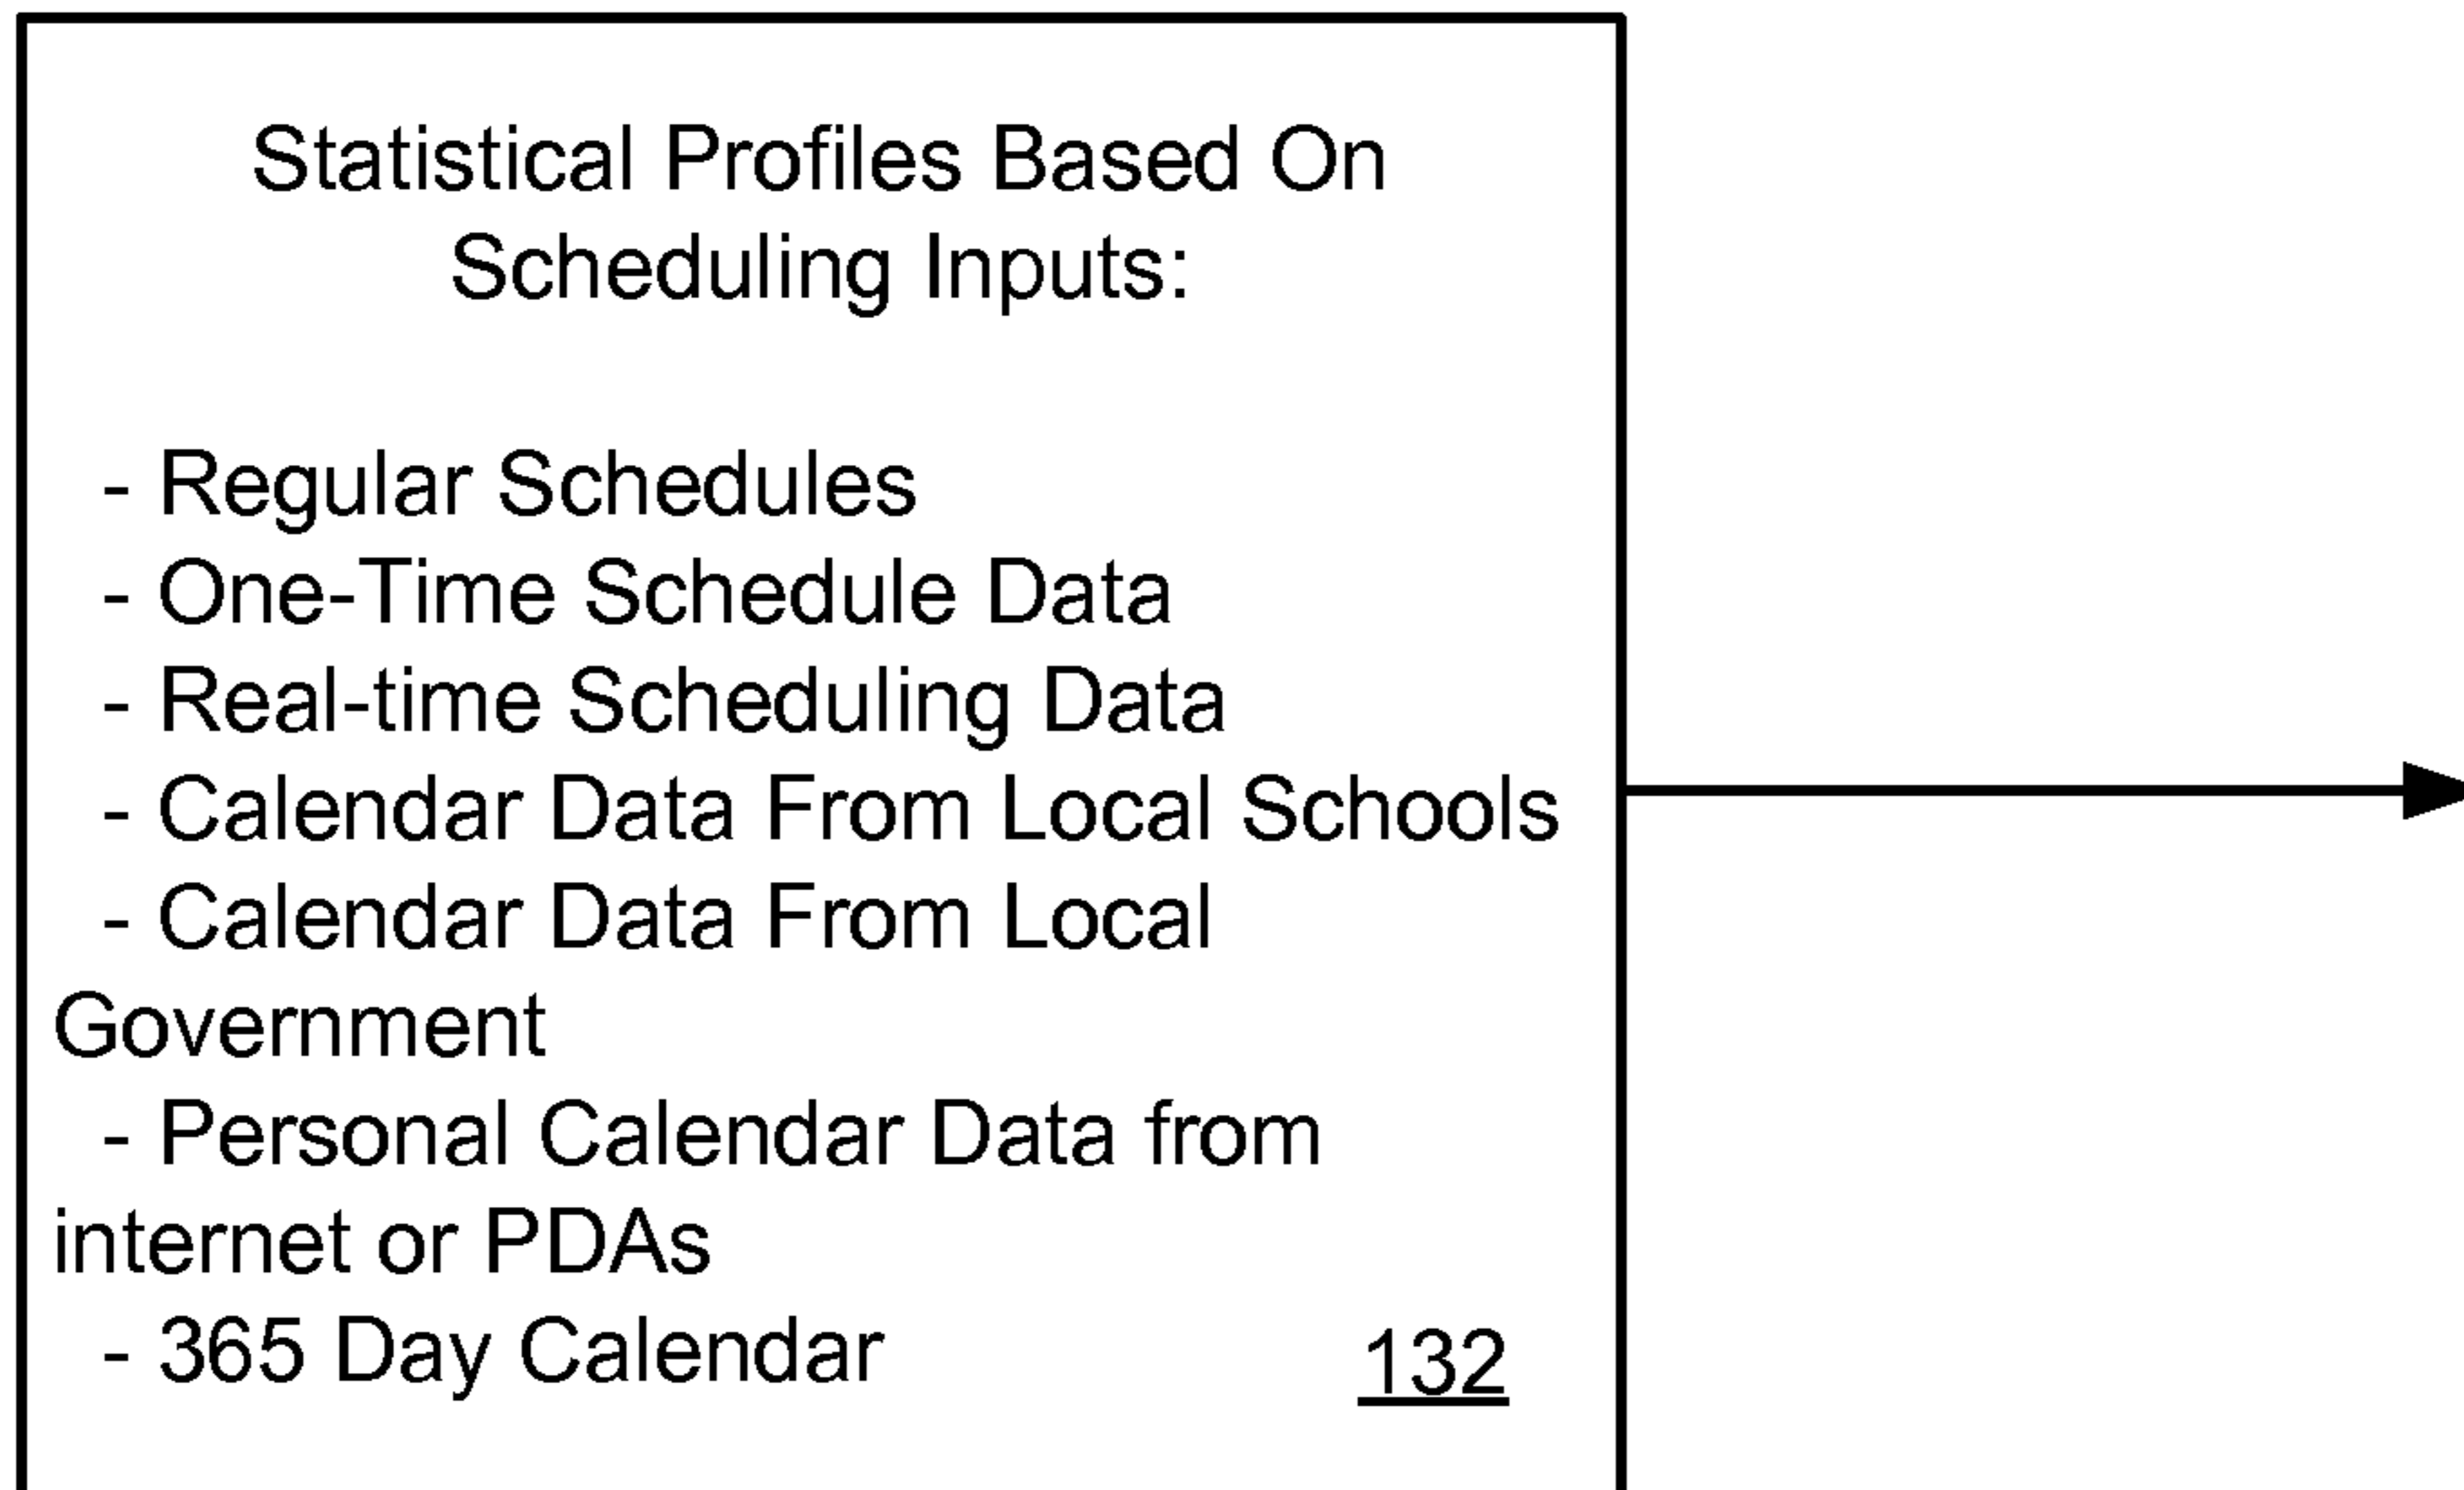 Statistical Profiles Based On
Scheduling Inputs:
- Regular Schedules
- One-Time Schedule Data
- Real-time Scheduling Data
- Calendar Data From Local Schools
- Calendar Data From Local
Government
- Personal Calendar Data from
internet or PDAs
- 365 Day Calendar
132